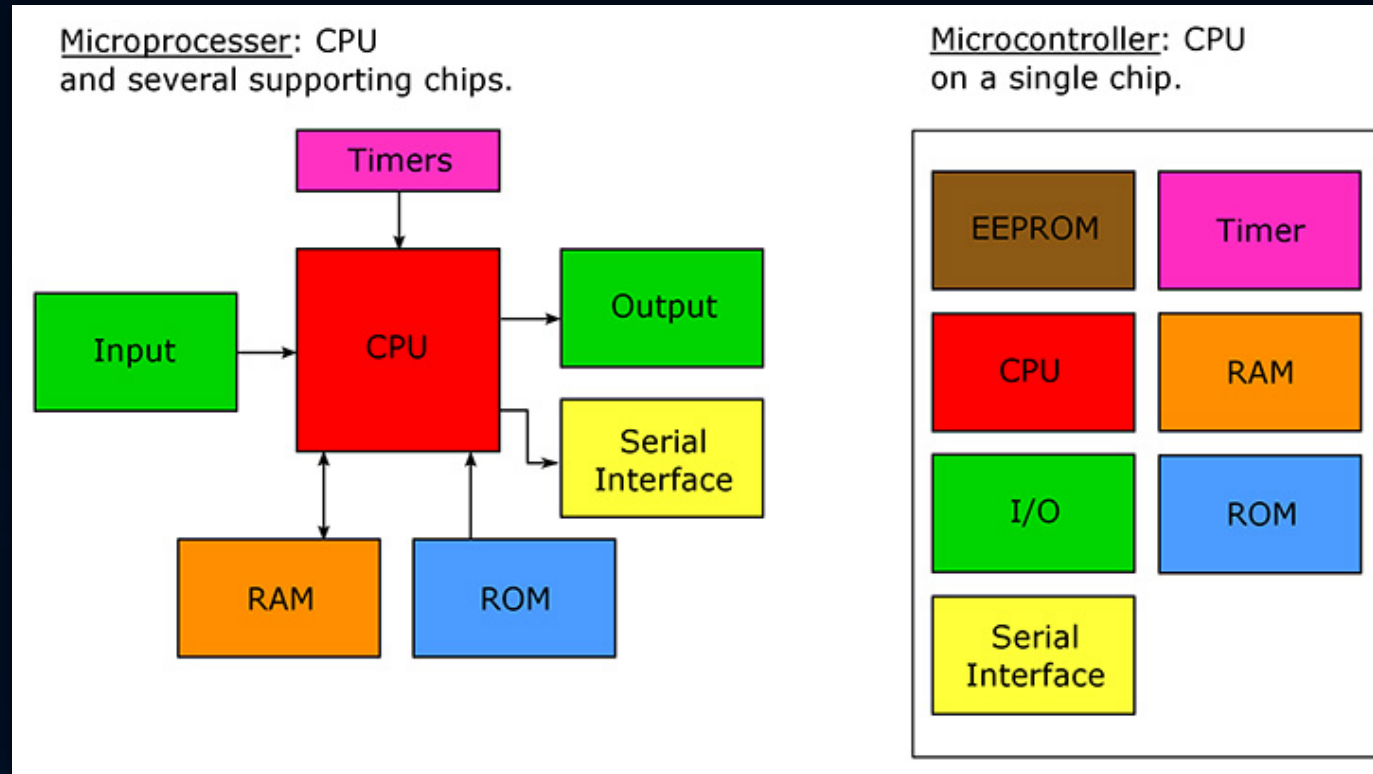 Microprocesser: CPU
and several supporting chips.
Timers
Input
CPU
Output
Serial
Interface
RAM
ROM
Microcontroller: CPU
on a single chip.
EEPROM
Timer
CPU
RAM
I/O
ROM
Serial
Interface